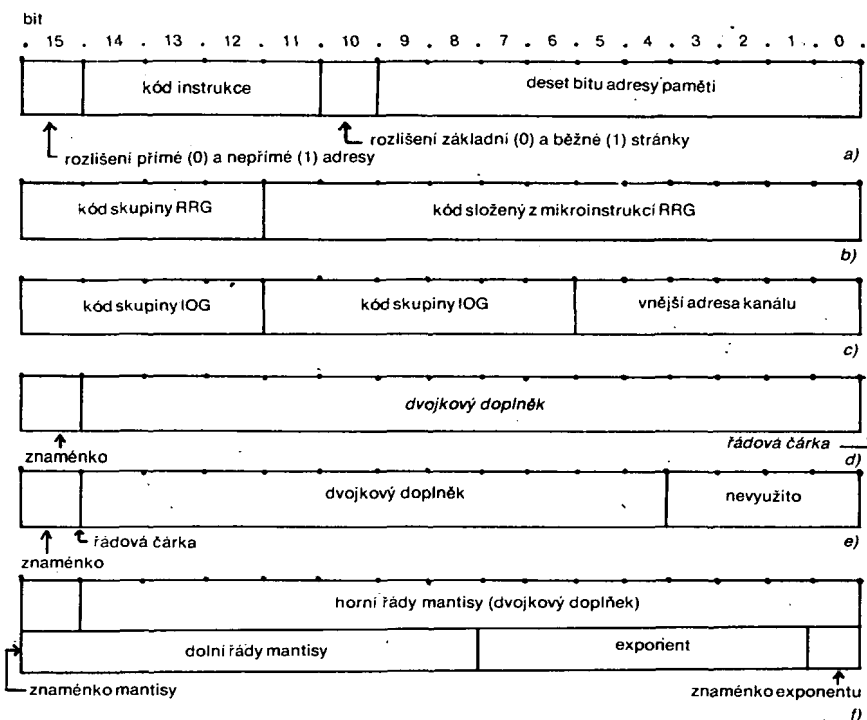 bit
. 15 . 14 . 13 . 12 . 11 . 10 . 9 . 8 . 7 . 6 . 5 . 4 . 3 . 2 . 1 . 0 .
kód instrukce
deset bitu adresy paměti
rozlišení základní (0) a běžné (1) stránky
rozlišení přímé (0) a nepřímé (1) adresy
a)
kód skupiny RRG
kód složený z mikroinstrukcí RRG
b)
kód skupiny IOG
kód skupiny IOG
vnější adresa kanálu
c)
dvojkový doplněk
řádová čárka
znaménko
d)
dvojkový doplněk
nevyužito
řádová čárka
e)
znaménko
horní řády mantisy (dvojkový doplněk)
dolní řády mantisy
exponent
znaménko mantisy
znaménko exponentu
f)